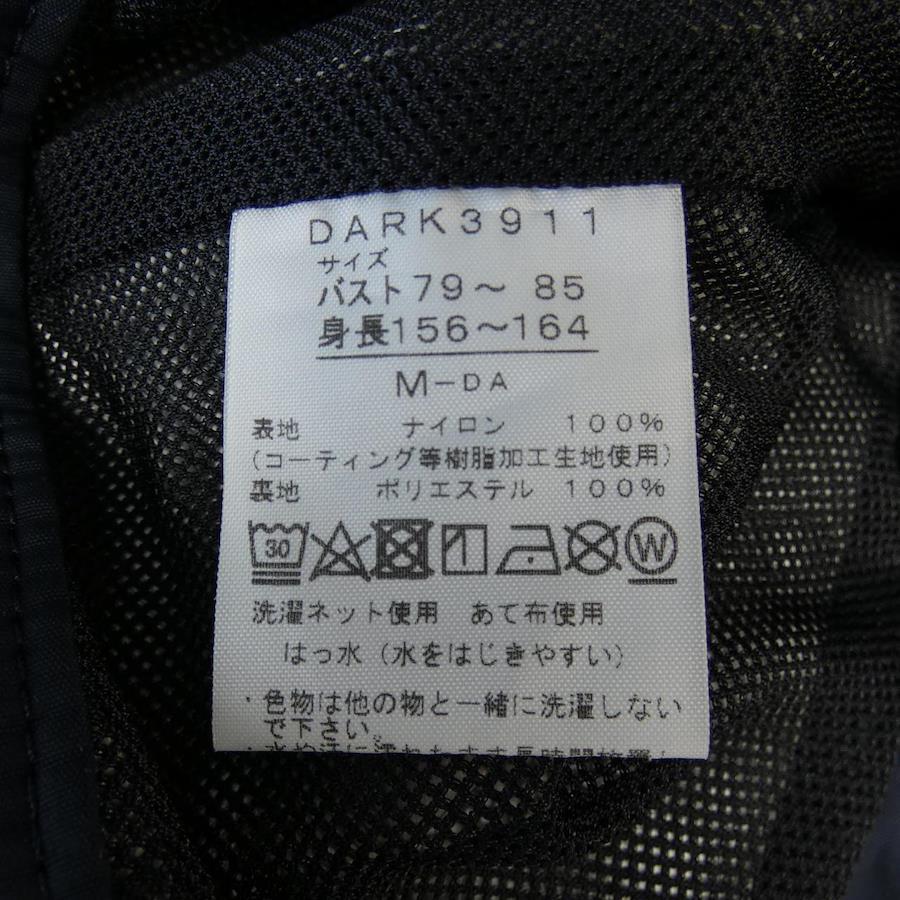 DARK3911
サイズ
バスト79～ 85
身長156～164
M－DA
表地 ナイロン 100%
(コーティング等樹脂加工生地使用)
裏地 ポリエステル 100%
30 W
洗濯ネット使用 あて布使用
はっ水（水をはじきやすい）
・色物は他の物と一緒に洗濯しない
で下さい。